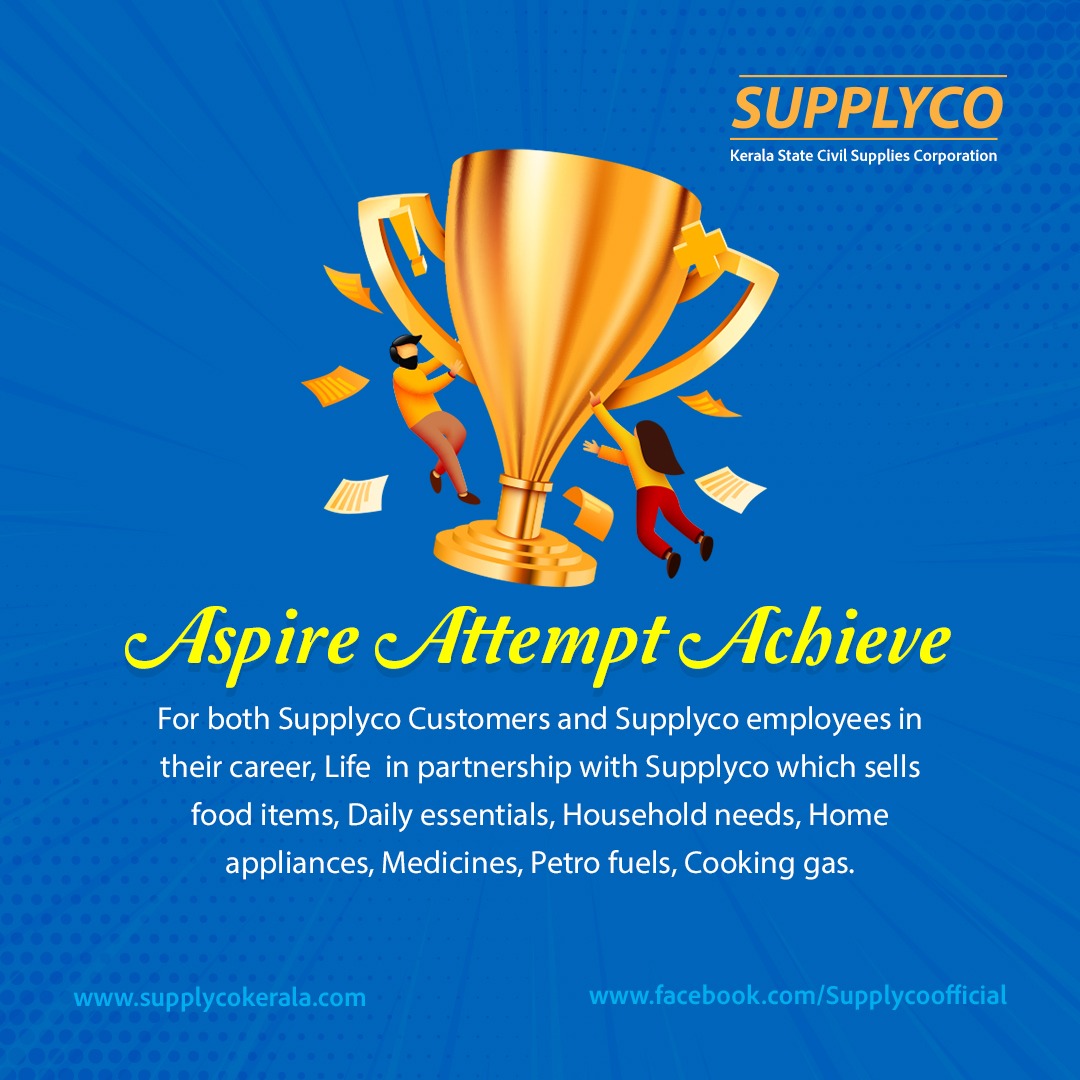 SUPPLYCO
Kerala State Civil Supplies Corporation
Aspire Attempt Achieve
For both Supplyco Customers and Supplyco employees in
their career, Life in partnership with Supplyco which sells
food items, Daily essentials, Household needs, Home
appliances, Medicines, Petro fuels, Cooking gas.
www.supplycokerala.com
www.facebook.com/Supplycoofficial